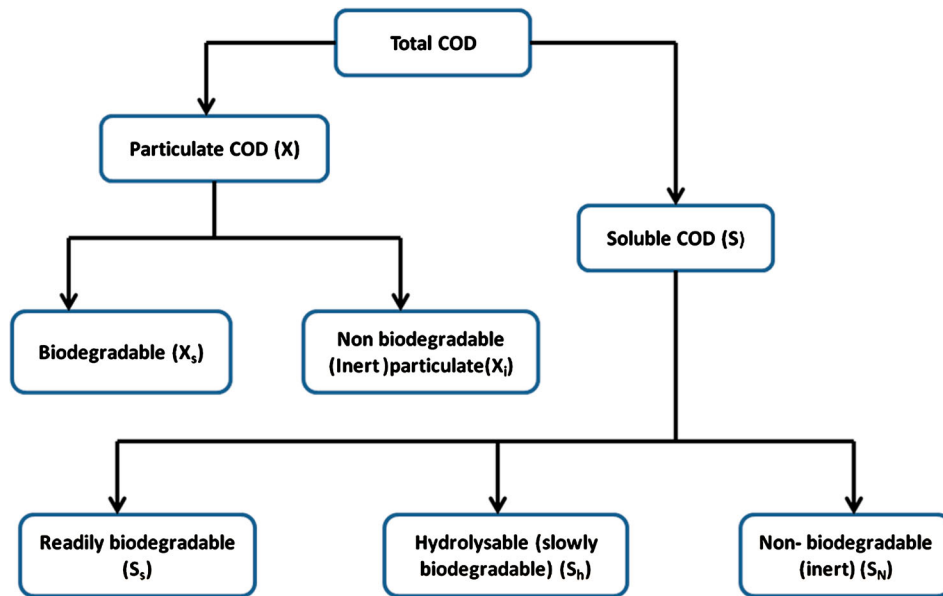 Total COD
Particulate COD (X)
Soluble COD (S)
Biodegradable (Xₛ)
Non biodegradable
(Inert )particulate(Xᵢ)
Readily biodegradable
(Sₛ)
Hydrolysable (slowly
biodegradable) (Sₕ)
Non- biodegradable
(inert) (S_N)